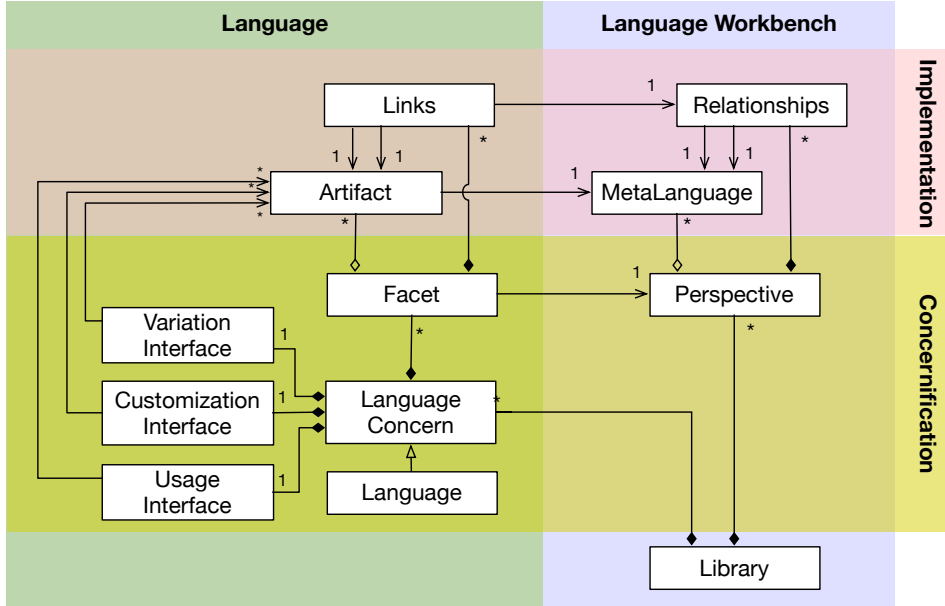 Language
Language Workbench
Implementation
Links
1
Relationships
1
1
*
1
1
*
*
*
*
Artifact
1
MetaLanguage
*
*
Facet
1
Perspective
*
*
Concernification
Variation
Interface
1
Customization
Interface
1
Language
Concern
*
Usage
Interface
1
Language
Library